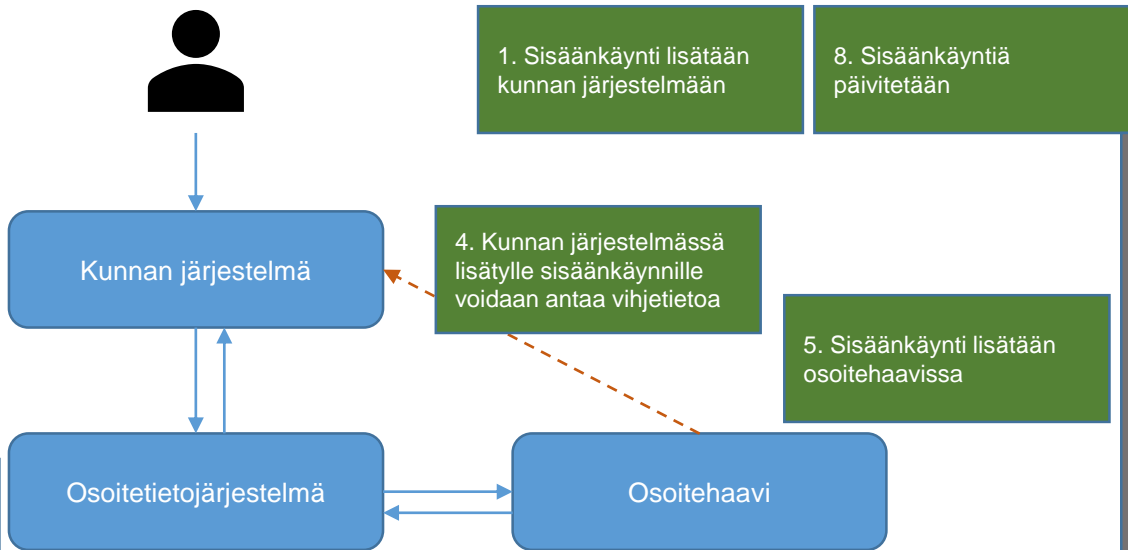 1. Sisäänkäynti lisätään
kunnan järjestelmään
8. Sisäänkäyntiä
päivitetään
Kunnan järjestelmä
4. Kunnan järjestelmässä
lisätylle sisäänkäynnille
voidaan antaa vihjetietoa
5. Sisäänkäynti lisätään
osoitehaavissa
Osoitetietojärjestelmä
Osoitehaavi